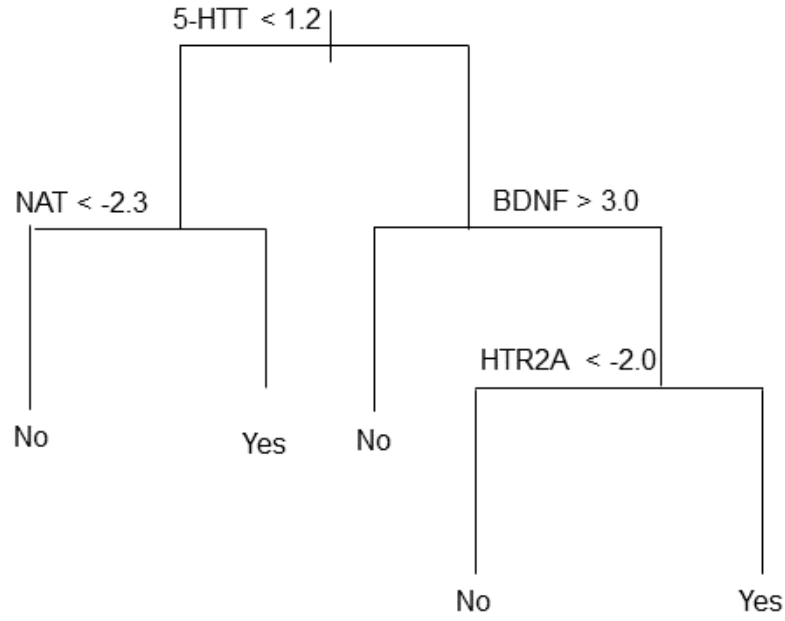 5-HTT < 1.2
NAT < -2.3
BDNF > 3.0
HTR2A < -2.0
No
Yes
No
No
Yes